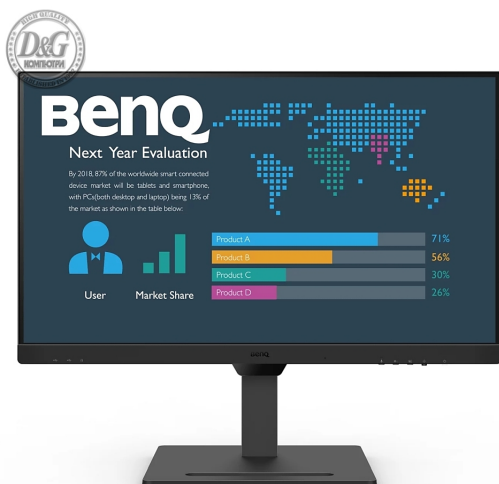 HIGH QUALITY
D&G
КОМПЮТРИ
BenQ
Next Year Evaluation
By 2018, 87% of the worldwide smart connected
device market will be tablets and smartphone,
with PCs(both desktop and laptop) being 13% of
the market as shown in the table below:
Product A 71%
Product B 56%
Product C 30%
Product D 26%
User Market Share
BenQ